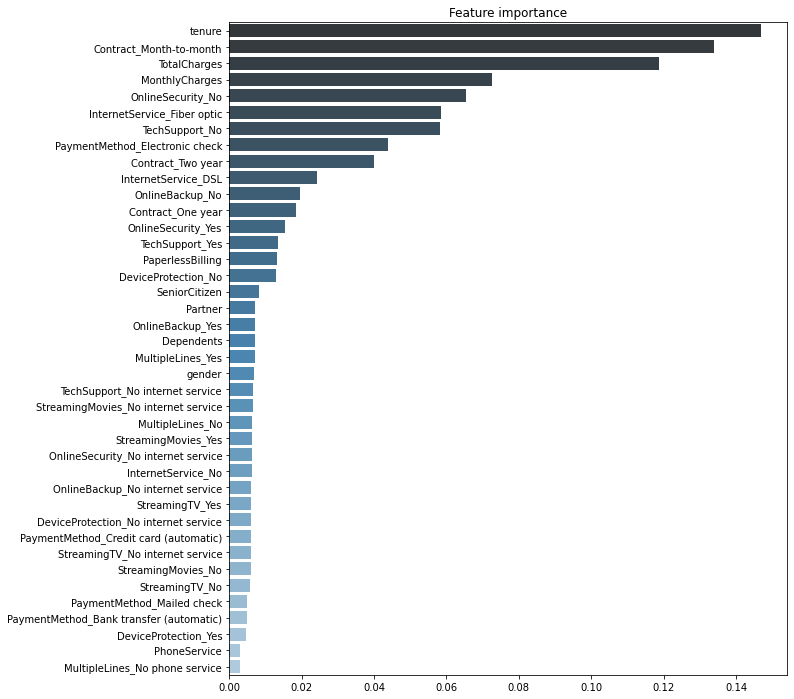 Feature importance
tenure
Contract_Month-to-month
TotalCharges
MonthlyCharges
OnlineSecurity_No
InternetService_Fiber optic
TechSupport_No
PaymentMethod_Electronic check
Contract_Two year
InternetService_DSL
OnlineBackup_No
Contract_One year
OnlineSecurity_Yes
TechSupport_Yes
PaperlessBilling
DeviceProtection_No
SeniorCitizen
Partner
OnlineBackup_Yes
Dependents
MultipleLines_Yes
gender
TechSupport_No internet service
StreamingMovies_No internet service
MultipleLines_No
StreamingMovies_Yes
OnlineSecurity_No internet service
InternetService_No
OnlineBackup_No internet service
StreamingTV_Yes
DeviceProtection_No internet service
PaymentMethod_Credit card (automatic)
StreamingTV_No internet service
StreamingMovies_No
StreamingTV_No
PaymentMethod_Mailed check
PaymentMethod_Bank transfer (automatic)
DeviceProtection_Yes
PhoneService
MultipleLines_No phone service
0.00 0.02 0.04 0.06 0.08 0.10 0.12 0.14